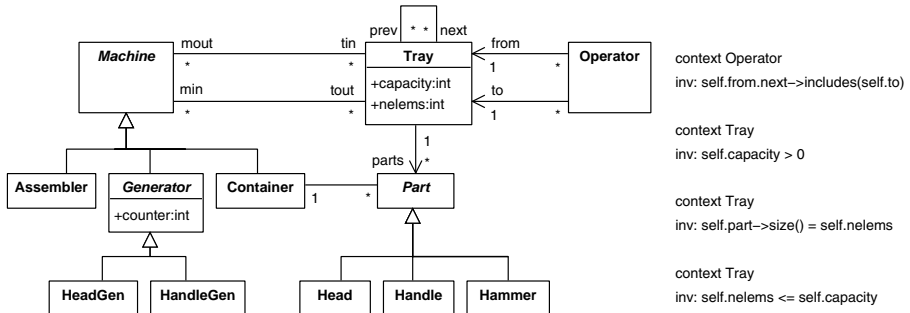 prev * * next
Machine
mout tin
* *
min tout
* *
Tray
+capacity:int
+nelems:int
from
1 *
to
1 *
Operator
1
parts *
Assembler
Generator
+counter:int
Container
1 *
Part
HeadGen
HandleGen
Head
Handle
Hammer
context Operator
inv: self.from.next−>includes(self.to)
context Tray
inv: self.capacity > 0
context Tray
inv: self.part−>size() = self.nelems
context Tray
inv: self.nelems <= self.capacity